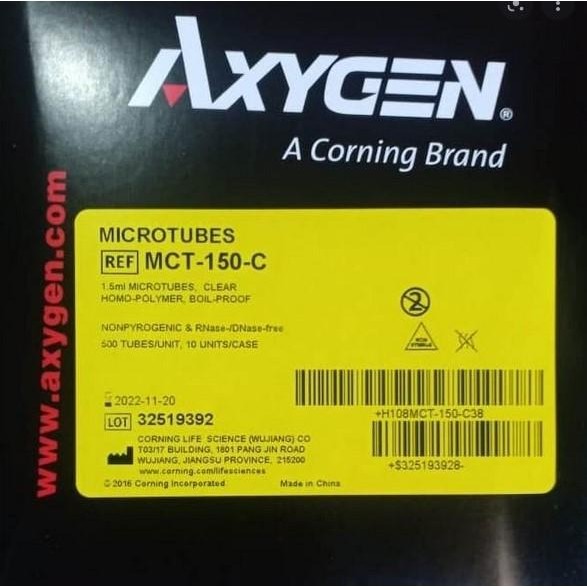 AXYGEN®
A Corning Brand
www.axygen.com
MICROTUBES
REF MCT-150-C
1.5ml MICROTUBES, CLEAR
HOMO-POLYMER, BOIL-PROOF
NONPYROGENIC & RNase-/DNase-free
500 TUBES/UNIT, 10 UNITS/CASE
2
NON
STERILE
2022-11-20
LOT 32519392
+H108MCT-150-C38
CORNING LIFE SCIENCE (WUJIANG) CO
T03/17 BUILDING, 1801 PANG JIN ROAD
WUJIANG, JIANGSU PROVINCE, 215200
www.corning.com/lifesciences
+$325193928-
© 2016 Corning Incorporated
Made in China